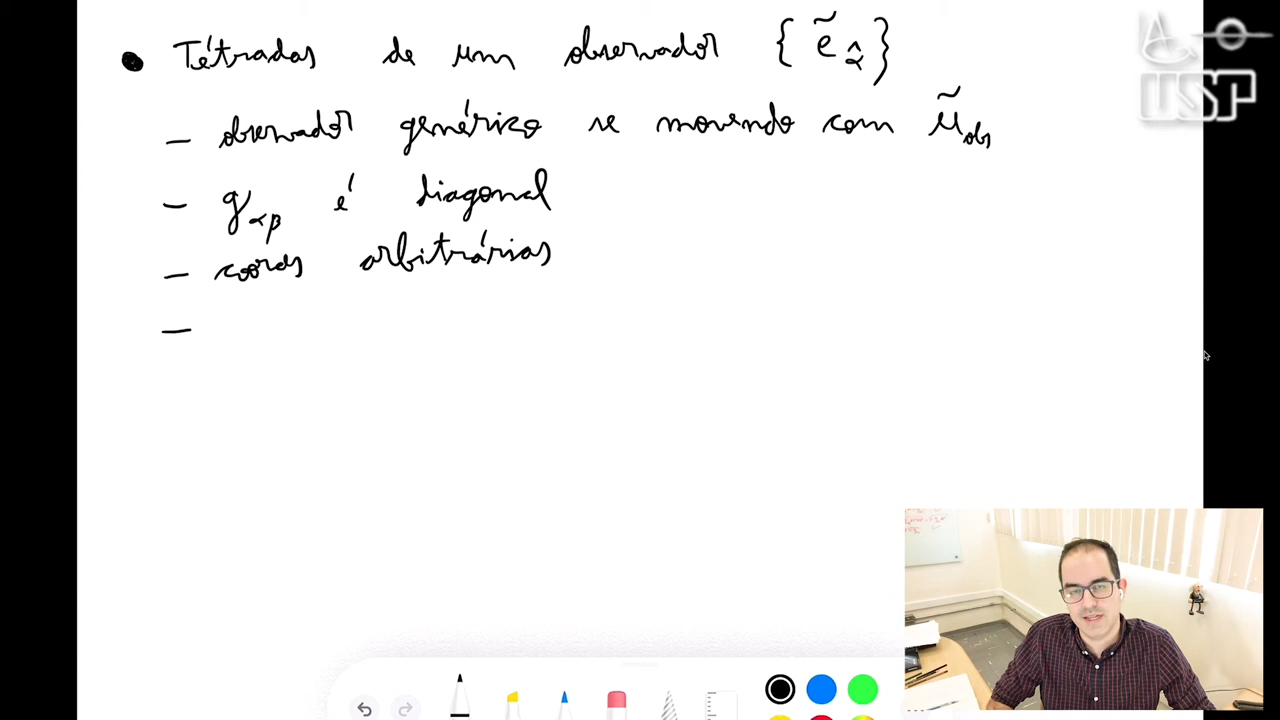 • Tétradas de um observador { ẽ_α̂ }
— observador genérico se movendo com ũ_obs
— g_αβ é diagonal
— coords arbitrárias
—
USP